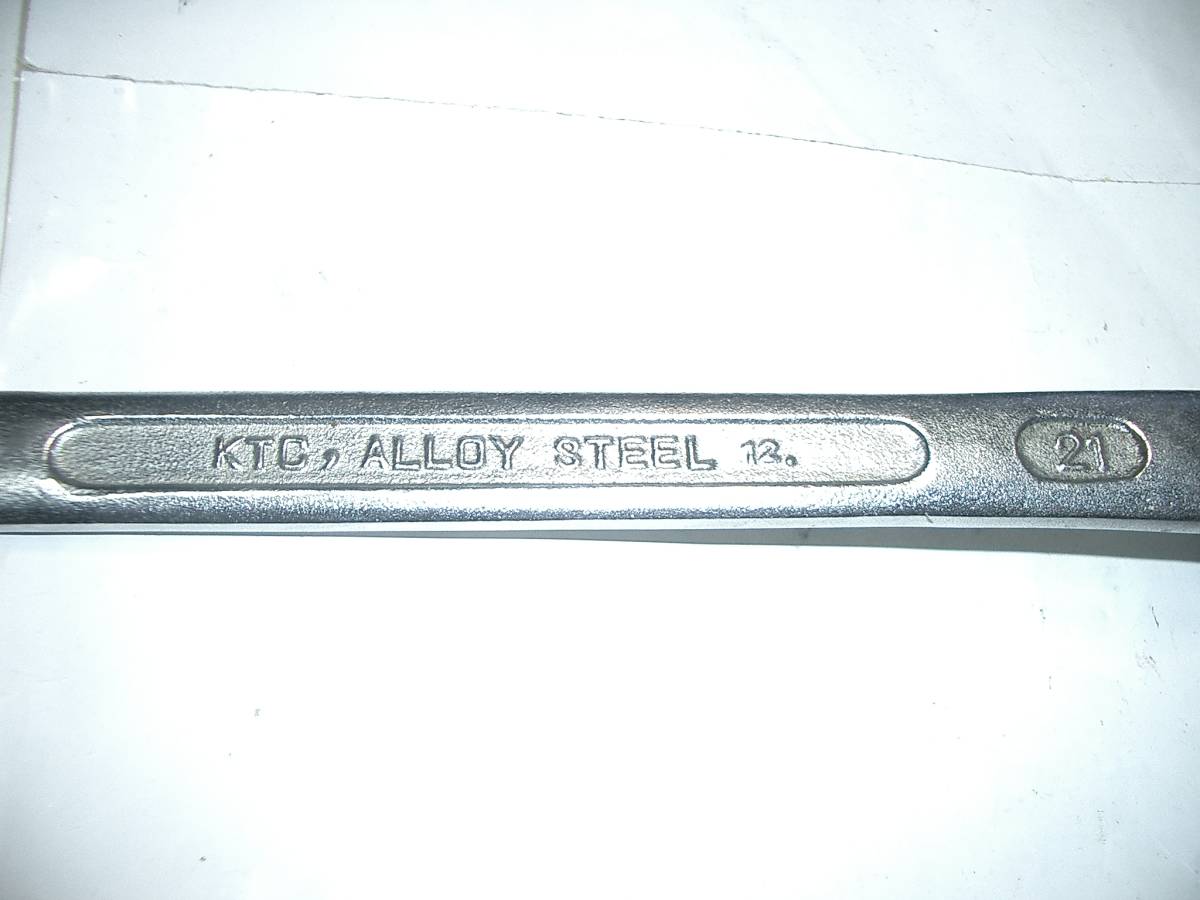 KTC, ALLOY STEEL 12.
21